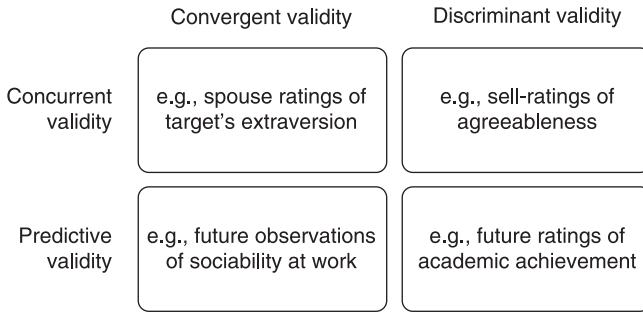 Convergent validity
Discriminant validity
Concurrent
validity
e.g., spouse ratings of
target's extraversion
e.g., sell-ratings of
agreeableness
Predictive
validity
e.g., future observations
of sociability at work
e.g., future ratings of
academic achievement